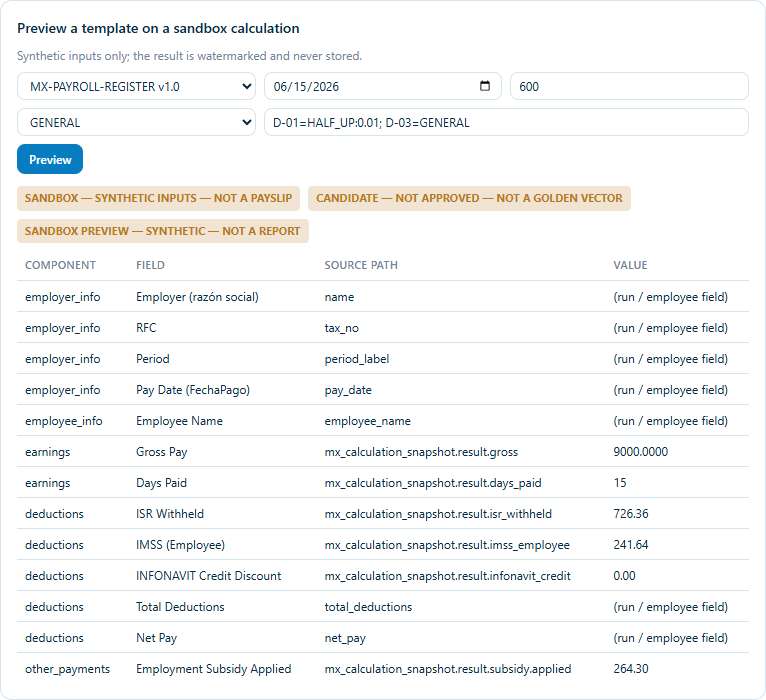 Preview a template on a sandbox calculation
Synthetic inputs only; the result is watermarked and never stored.
MX-PAYROLL-REGISTER v1.0 06/15/2026 600
GENERAL D-01=HALF_UP:0.01; D-03=GENERAL
Preview
SANDBOX — SYNTHETIC INPUTS — NOT A PAYSLIP CANDIDATE — NOT APPROVED — NOT A GOLDEN VECTOR
SANDBOX PREVIEW — SYNTHETIC — NOT A REPORT
COMPONENT FIELD SOURCE PATH VALUE
employer_info Employer (razón social) name (run / employee field)
employer_info RFC tax_no (run / employee field)
employer_info Period period_label (run / employee field)
employer_info Pay Date (FechaPago) pay_date (run / employee field)
employee_info Employee Name employee_name (run / employee field)
earnings Gross Pay mx_calculation_snapshot.result.gross 9000.0000
earnings Days Paid mx_calculation_snapshot.result.days_paid 15
deductions ISR Withheld mx_calculation_snapshot.result.isr_withheld 726.36
deductions IMSS (Employee) mx_calculation_snapshot.result.imss_employee 241.64
deductions INFONAVIT Credit Discount mx_calculation_snapshot.result.infonavit_credit 0.00
deductions Total Deductions total_deductions (run / employee field)
deductions Net Pay net_pay (run / employee field)
other_payments Employment Subsidy Applied mx_calculation_snapshot.result.subsidy.applied 264.30